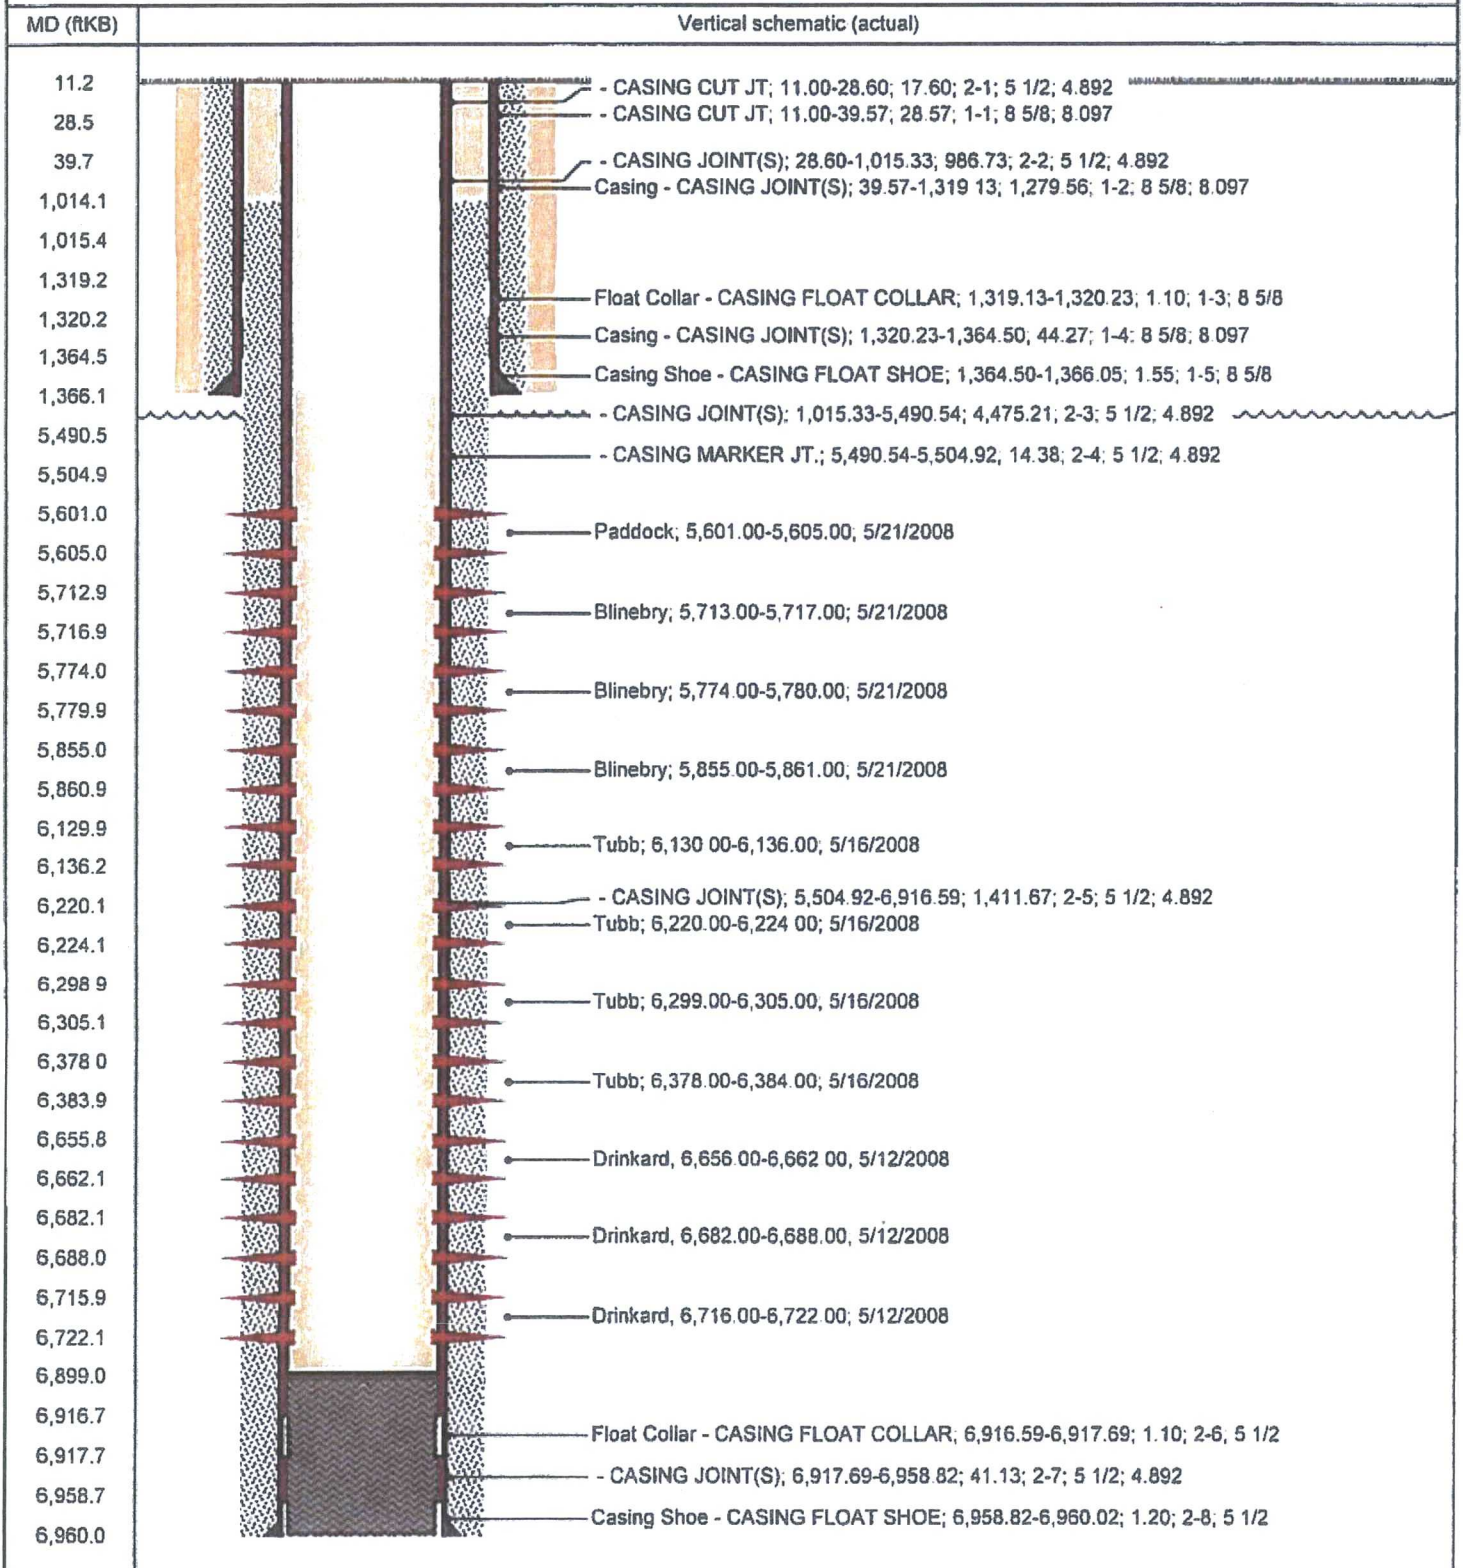 MD (ftKB)
Vertical schematic (actual)
11.2
- CASING CUT JT; 11.00-28.60; 17.60; 2-1; 5 1/2; 4.892
28.5
- CASING CUT JT; 11.00-39.57; 28.57; 1-1; 8 5/8; 8.097
39.7
- CASING JOINT(S); 28.60-1,015.33; 986.73; 2-2; 5 1/2; 4.892
Casing - CASING JOINT(S); 39.57-1,319 13; 1,279.56; 1-2; 8 5/8; 8.097
1,014.1
1,015.4
1,319.2
Float Collar - CASING FLOAT COLLAR; 1,319.13-1,320.23; 1.10; 1-3; 8 5/8
1,320.2
Casing - CASING JOINT(S); 1,320.23-1,364.50; 44.27; 1-4; 8 5/8; 8.097
1,364.5
Casing Shoe - CASING FLOAT SHOE; 1,364.50-1,366.05; 1.55; 1-5; 8 5/8
1,366.1
- CASING JOINT(S); 1,015.33-5,490.54; 4,475.21; 2-3; 5 1/2; 4.892
5,490.5
- CASING MARKER JT.; 5,490.54-5,504.92, 14.38; 2-4; 5 1/2; 4.892
5,504.9
5,601.0
Paddock; 5,601.00-5,605.00; 5/21/2008
5,605.0
5,712.9
Blinebry; 5,713.00-5,717.00; 5/21/2008
5,716.9
5,774.0
Blinebry; 5,774.00-5,780.00; 5/21/2008
5,779.9
5,855.0
Blinebry; 5,855.00-5,861.00; 5/21/2008
5,860.9
6,129.9
Tubb; 6,130 00-6,136.00; 5/16/2008
6,136.2
- CASING JOINT(S); 5,504.92-6,916.59; 1,411.67; 2-5; 5 1/2; 4.892
6,220.1
Tubb; 6,220.00-6,224 00; 5/16/2008
6,224.1
6,298 9
Tubb; 6,299.00-6,305.00; 5/16/2008
6,305.1
6,378 0
Tubb; 6,378.00-6,384.00; 5/16/2008
6,383.9
6,655.8
Drinkard, 6,656.00-6,662 00, 5/12/2008
6,662.1
6,682.1
Drinkard, 6,682.00-6,688.00, 5/12/2008
6,688.0
6,715.9
Drinkard, 6,716.00-6,722.00; 5/12/2008
6,722.1
6,899.0
6,916.7
Float Collar - CASING FLOAT COLLAR; 6,916.59-6,917.69; 1.10; 2-6, 5 1/2
6,917.7
- CASING JOINT(S); 6,917.69-6,958.82; 41.13; 2-7; 5 1/2; 4.892
6,958.7
Casing Shoe - CASING FLOAT SHOE; 6,958.82-6,960.02; 1.20; 2-8; 5 1/2
6,960.0